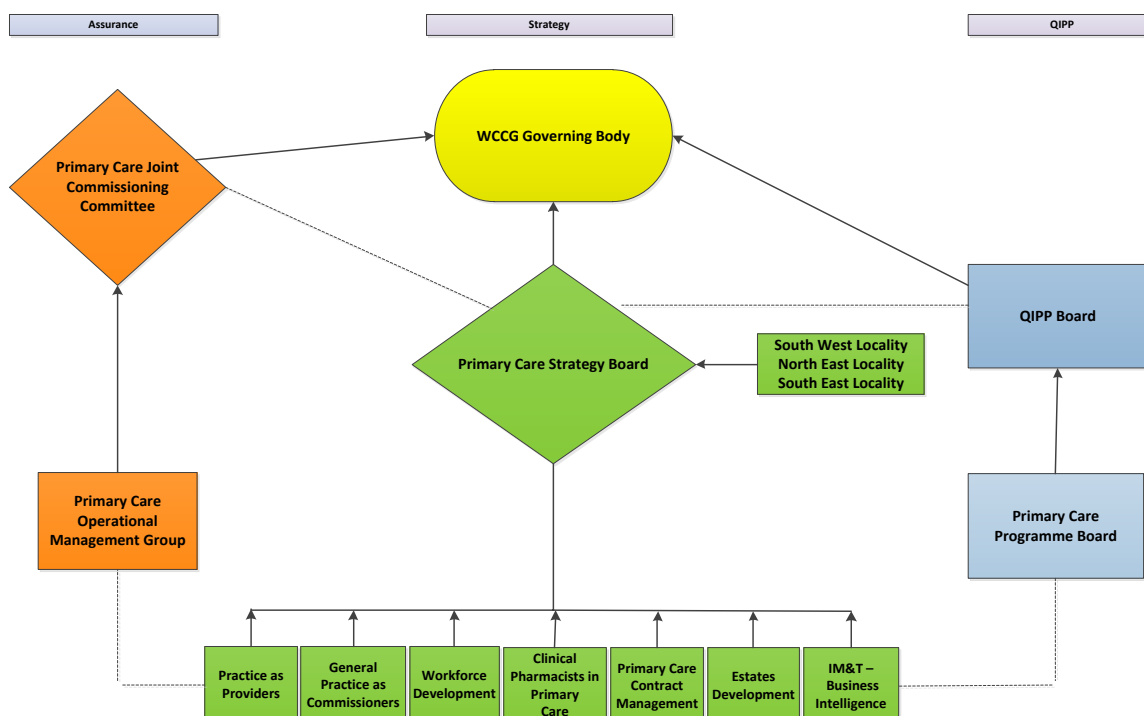 Assurance
Strategy
QIPP
WCCG Governing Body
Primary Care Joint
Commissioning
Committee
QIPP Board
Primary Care Strategy Board
South West Locality
North East Locality
South East Locality
Primary Care
Operational
Management Group
Primary Care
Programme Board
Practice as
Providers
General
Practice as
Commissioners
Workforce
Development
Clinical
Pharmacists in
Primary
Care
Primary Care
Contract
Management
Estates
Development
IM&T –
Business
Intelligence